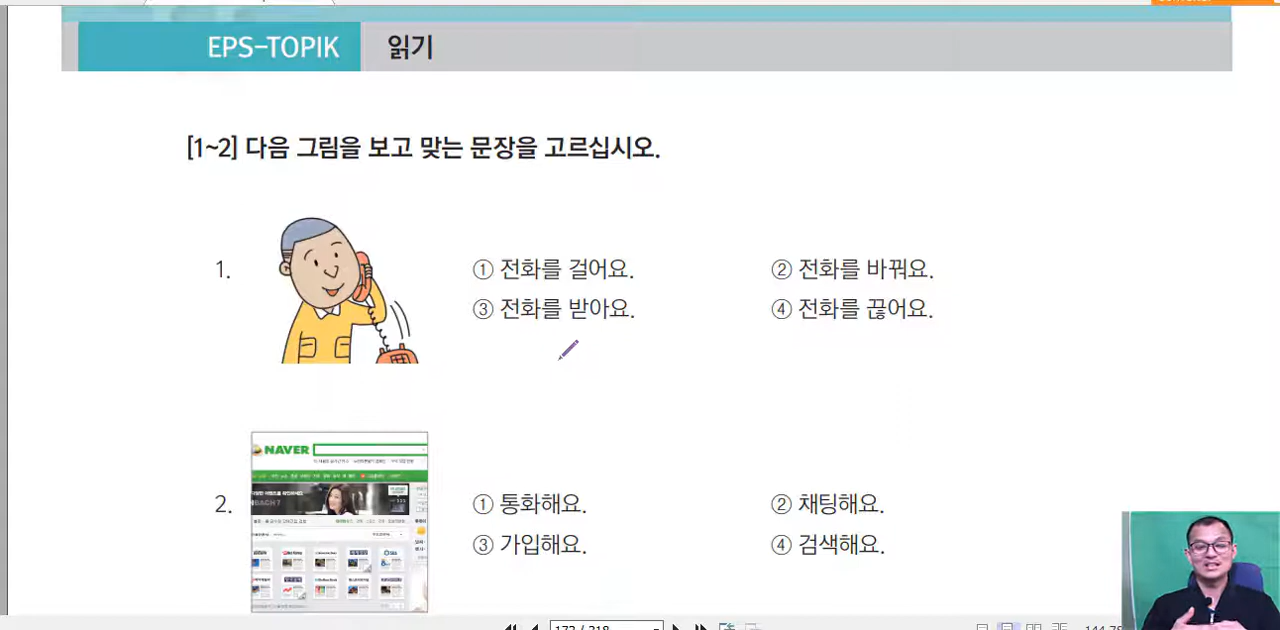 EPS-TOPIK 읽기
[1~2] 다음 그림을 보고 맞는 문장을 고르십시오.
1.
① 전화를 걸어요. ② 전화를 바꿔요.
③ 전화를 받아요. ④ 전화를 끊어요.
NAVER
2.
① 통화해요. ② 채팅해요.
③ 가입해요. ④ 검색해요.